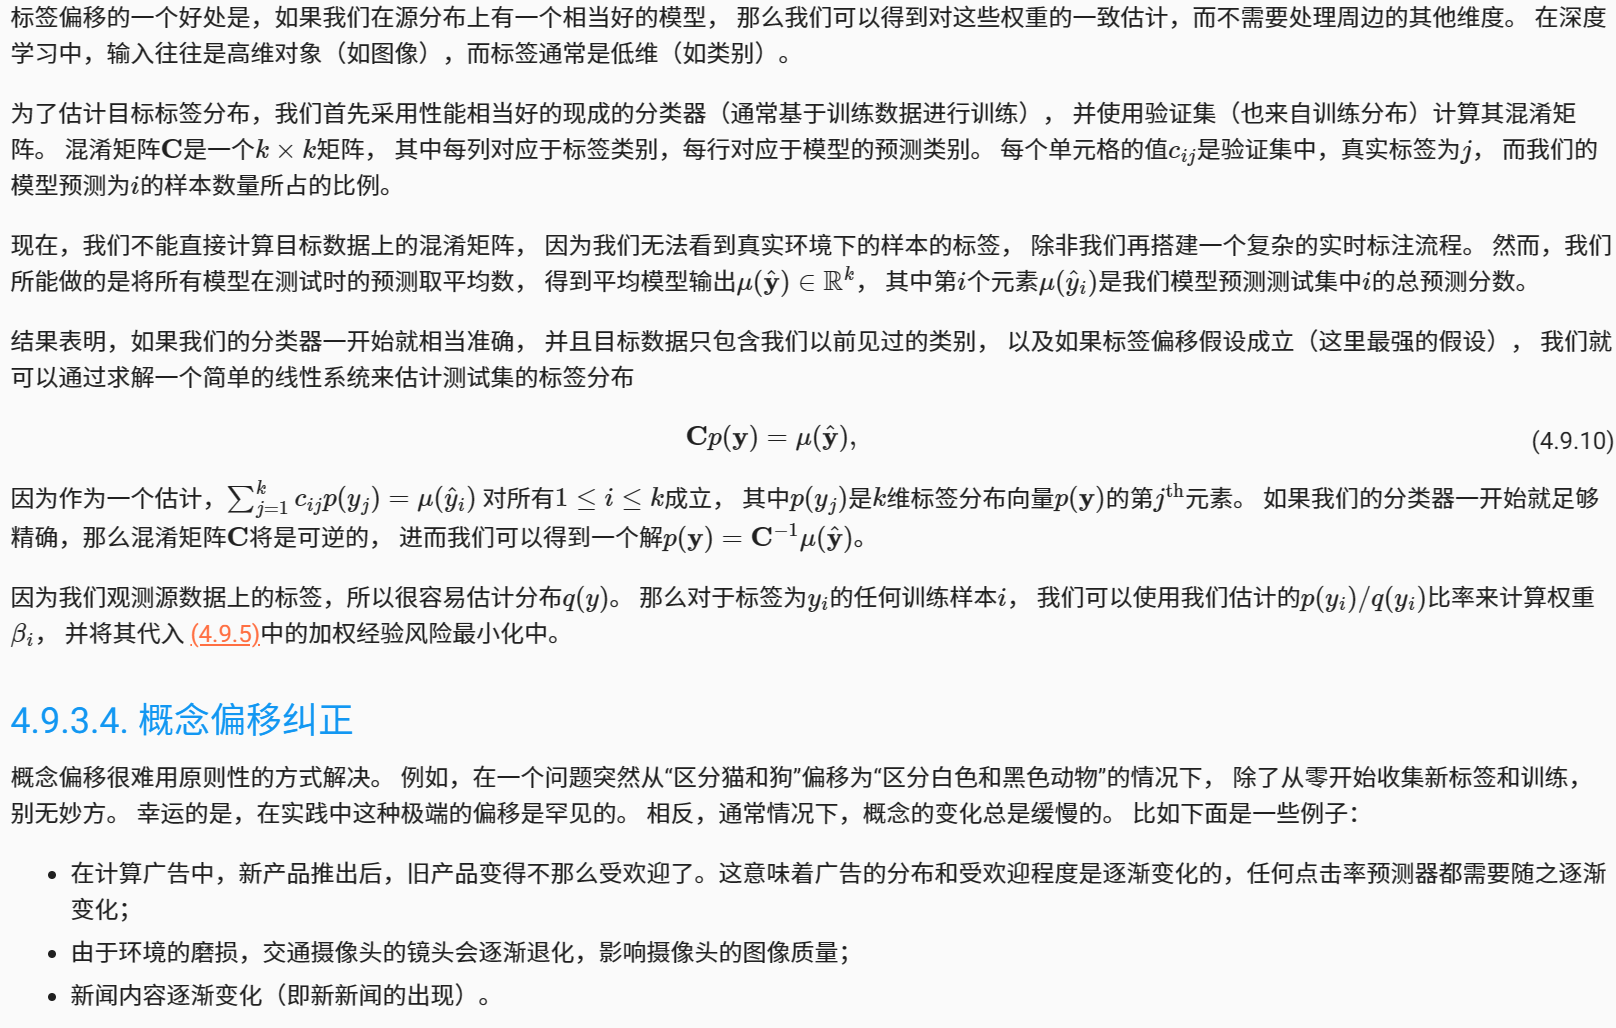 标签偏移的一个好处是，如果我们在源分布上有一个相当好的模型， 那么我们可以得到对这些权重的一致估计，而不需要处理周边的其他维度。 在深度
学习中，输入往往是高维对象（如图像），而标签通常是低维（如类别）。
为了估计目标标签分布，我们首先采用性能相当好的现成的分类器（通常基于训练数据进行训练）， 并使用验证集（也来自训练分布）计算其混淆矩
阵。 混淆矩阵𝐂是一个k × k矩阵， 其中每列对应于标签类别，每行对应于模型的预测类别。 每个单元格的值c_{ij}是验证集中，真实标签为j， 而我们的
模型预测为i的样本数量所占的比例。
现在，我们不能直接计算目标数据上的混淆矩阵， 因为我们无法看到真实环境下的样本的标签， 除非我们再搭建一个复杂的实时标注流程。 然而，我们
所能做的是将所有模型在测试时的预测取平均数， 得到平均模型输出μ(ŷ) ∈ ℝ^k， 其中第i个元素μ(ŷ_i)是我们模型预测测试集中i的总预测分数。
结果表明，如果我们的分类器一开始就相当准确， 并且目标数据只包含我们以前见过的类别， 以及如果标签偏移假设成立（这里最强的假设）， 我们就
可以通过求解一个简单的线性系统来估计测试集的标签分布
𝐂p(𝐲) = μ(ŷ), (4.9.10)
因为作为一个估计，∑_{j=1}^k c_{ij}p(y_j) = μ(ŷ_i) 对所有1 ≤ i ≤ k成立， 其中p(y_j)是k维标签分布向量p(𝐲)的第j^{th}元素。 如果我们的分类器一开始就足够
精确，那么混淆矩阵𝐂将是可逆的， 进而我们可以得到一个解p(𝐲) = 𝐂^{−1}μ(ŷ)。
因为我们观测源数据上的标签，所以很容易估计分布q(y)。 那么对于标签为y_i的任何训练样本i， 我们可以使用我们估计的p(y_i)/q(y_i)比率来计算权重
β_i， 并将其代入 (4.9.5)中的加权经验风险最小化中。
4.9.3.4. 概念偏移纠正
概念偏移很难用原则性的方式解决。 例如，在一个问题突然从“区分猫和狗”偏移为“区分白色和黑色动物”的情况下， 除了从零开始收集新标签和训练，
别无妙方。 幸运的是，在实践中这种极端的偏移是罕见的。 相反，通常情况下，概念的变化总是缓慢的。 比如下面是一些例子：
• 在计算广告中，新产品推出后，旧产品变得不那么受欢迎了。这意味着广告的分布和受欢迎程度是逐渐变化的，任何点击率预测器都需要随之逐渐
变化；
• 由于环境的磨损，交通摄像头的镜头会逐渐退化，影响摄像头的图像质量；
• 新闻内容逐渐变化（即新新闻的出现）。